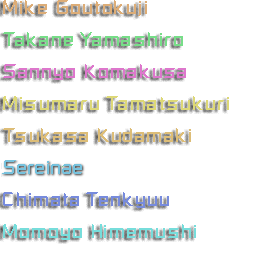 Mike Goutokuji
Takane Yamashiro
Sannyo Komakusa
Misumaru Tamatsukuri
Tsukasa Kudamaki
Sereinae
Chimata Tenkyuu
Momoyo Himemushi